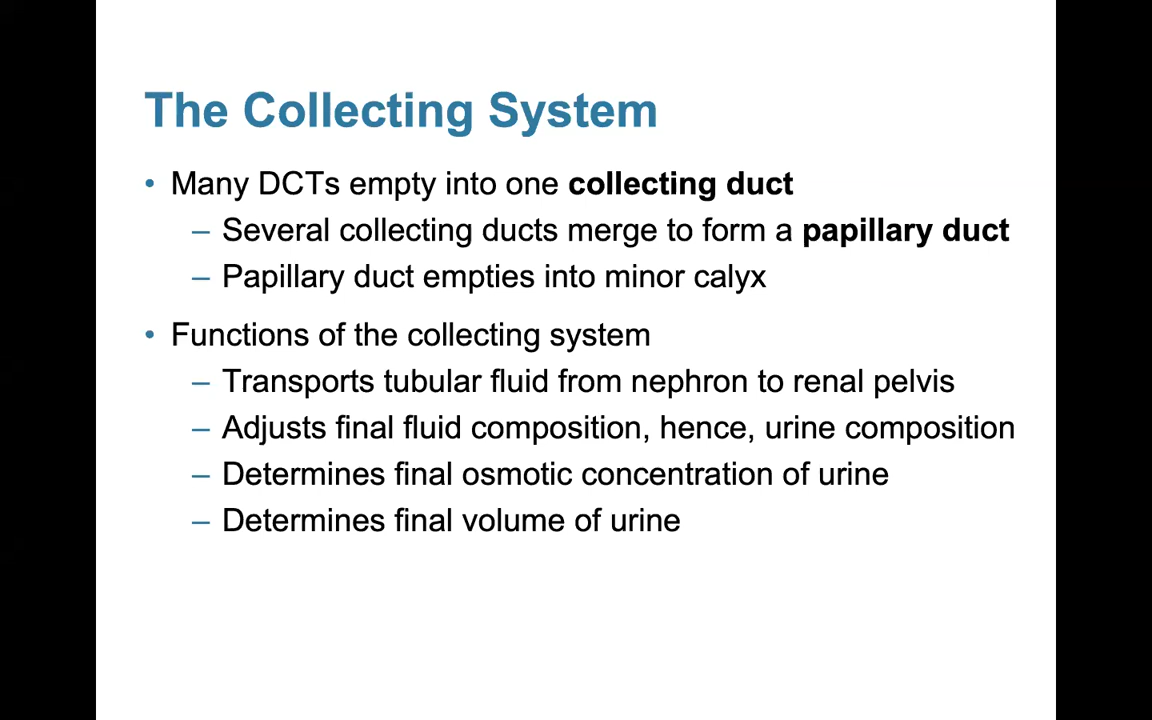 The Collecting System
• Many DCTs empty into one collecting duct
– Several collecting ducts merge to form a papillary duct
– Papillary duct empties into minor calyx
• Functions of the collecting system
– Transports tubular fluid from nephron to renal pelvis
– Adjusts final fluid composition, hence, urine composition
– Determines final osmotic concentration of urine
– Determines final volume of urine